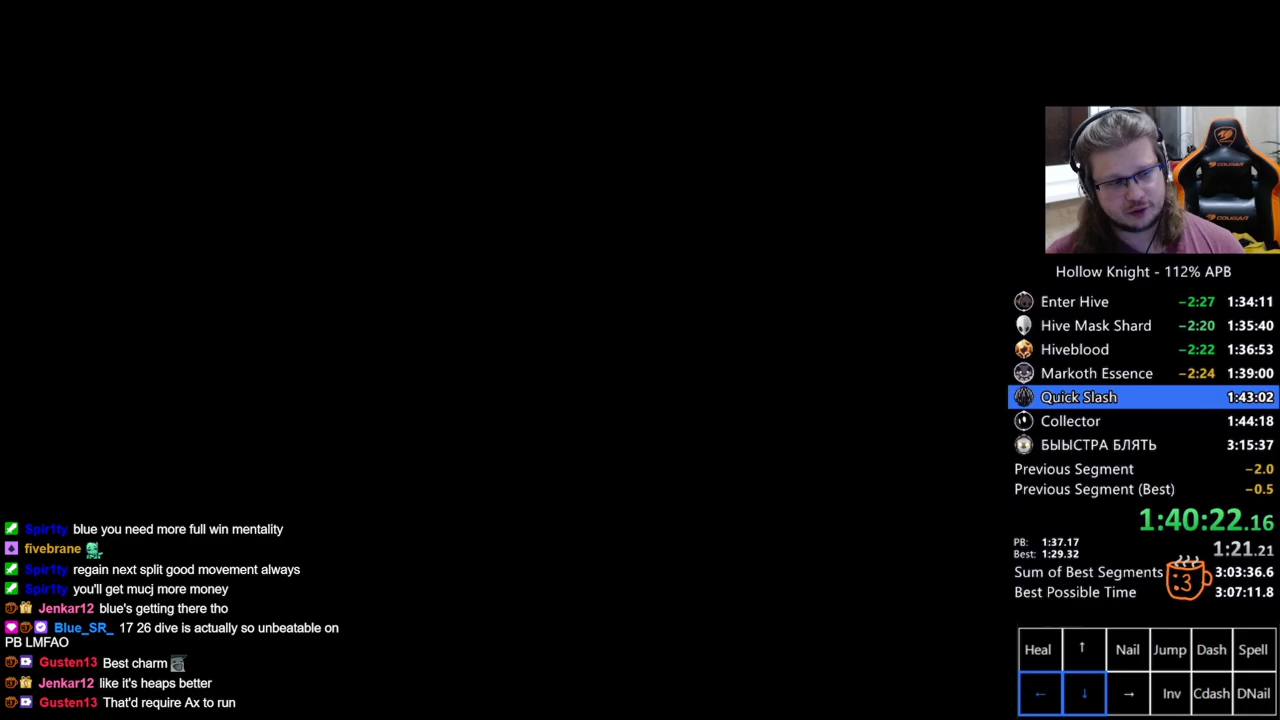 COUGAR
COUGAR
COUGAR
Hollow Knight - 112% APB
Enter Hive -2:27 1:34:11
Hive Mask Shard -2:20 1:35:40
Hiveblood -2:22 1:36:53
Markoth Essence -2:24 1:39:00
Quick Slash 1:43:02
Collector 1:44:18
БЫЫСТРА БЛЯТЬ 3:15:37
Previous Segment -2.0
Previous Segment (Best) -0.5
1:40:22.16
PB: 1:37.17
Best: 1:29.32
1:21.21
Sum of Best Segments 3:03:36.6
Best Possible Time 3:07:11.8
:3
Heal ↑ Nail Jump Dash Spell
← ↓ → Inv Cdash DNail
Spir1ty blue you need more full win mentality
fivebrane
Spir1ty regain next split good movement always
Spir1ty you'll get mucj more money
Jenkar12 blue's getting there tho
Blue_SR_ 17 26 dive is actually so unbeatable on
PB LMFAO
Gusten13 Best charm
Jenkar12 like it's heaps better
Gusten13 That'd require Ax to run